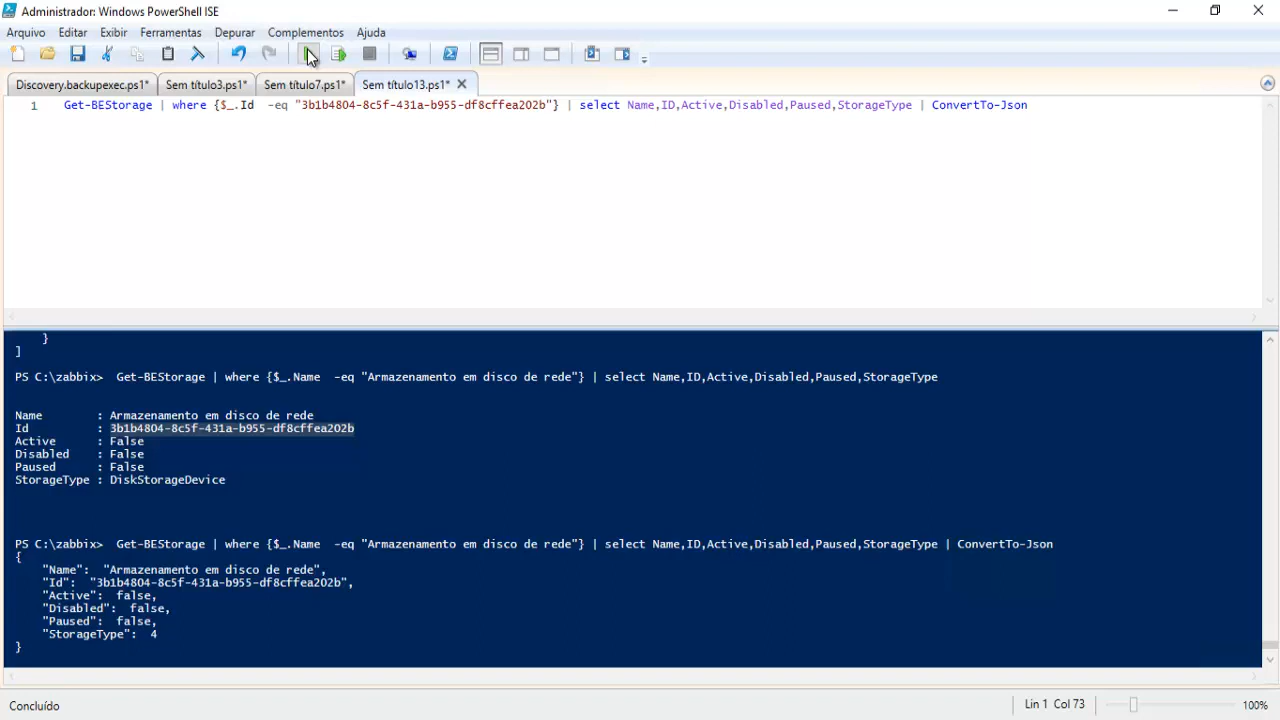 Administrador: Windows PowerShell ISE
Arquivo Editar Exibir Ferramentas Depurar Complementos Ajuda
Discovery.backupexec.ps1* Sem título3.ps1* Sem título7.ps1* Sem título13.ps1*
1 Get-BEStorage | where {$_.Id -eq "3b1b4804-8c5f-431a-b955-df8cffea202b"} | select Name,ID,Active,Disabled,Paused,StorageType | ConvertTo-Json
}
]
PS C:\zabbix> Get-BEStorage | where {$_.Name -eq "Armazenamento em disco de rede"} | select Name,ID,Active,Disabled,Paused,StorageType
Name : Armazenamento em disco de rede
Id : 3b1b4804-8c5f-431a-b955-df8cffea202b
Active : False
Disabled : False
Paused : False
StorageType : DiskStorageDevice
PS C:\zabbix> Get-BEStorage | where {$_.Name -eq "Armazenamento em disco de rede"} | select Name,ID,Active,Disabled,Paused,StorageType | ConvertTo-Json
{
"Name": "Armazenamento em disco de rede",
"Id": "3b1b4804-8c5f-431a-b955-df8cffea202b",
"Active": false,
"Disabled": false,
"Paused": false,
"StorageType": 4
}
Concluído Lin 1 Col 73 100%